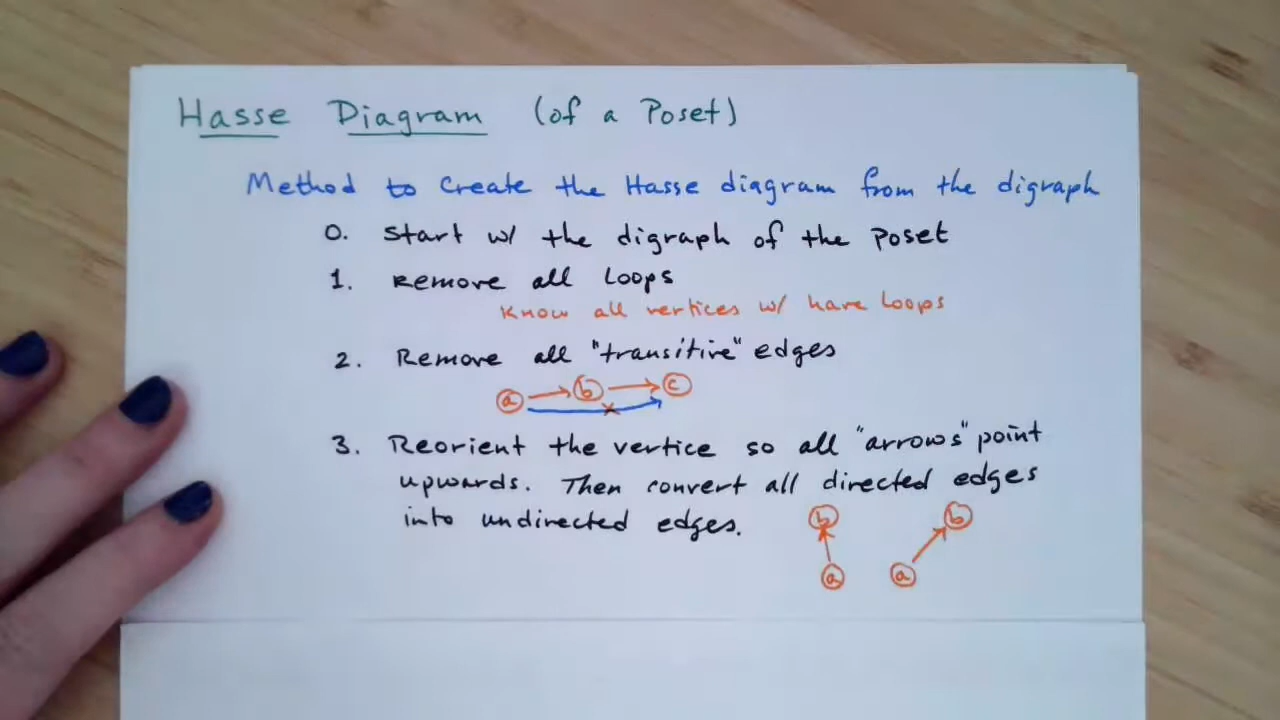 Hasse Diagram (of a Poset)
Method to create the Hasse diagram from the digraph
0. Start w/ the digraph of the poset
1. Remove all loops
Know all vertices w/ have loops
2. Remove all "transitive" edges
a b c
3. Reorient the vertice so all "arrows" point
upwards. Then convert all directed edges
into undirected edges.
b b
a a